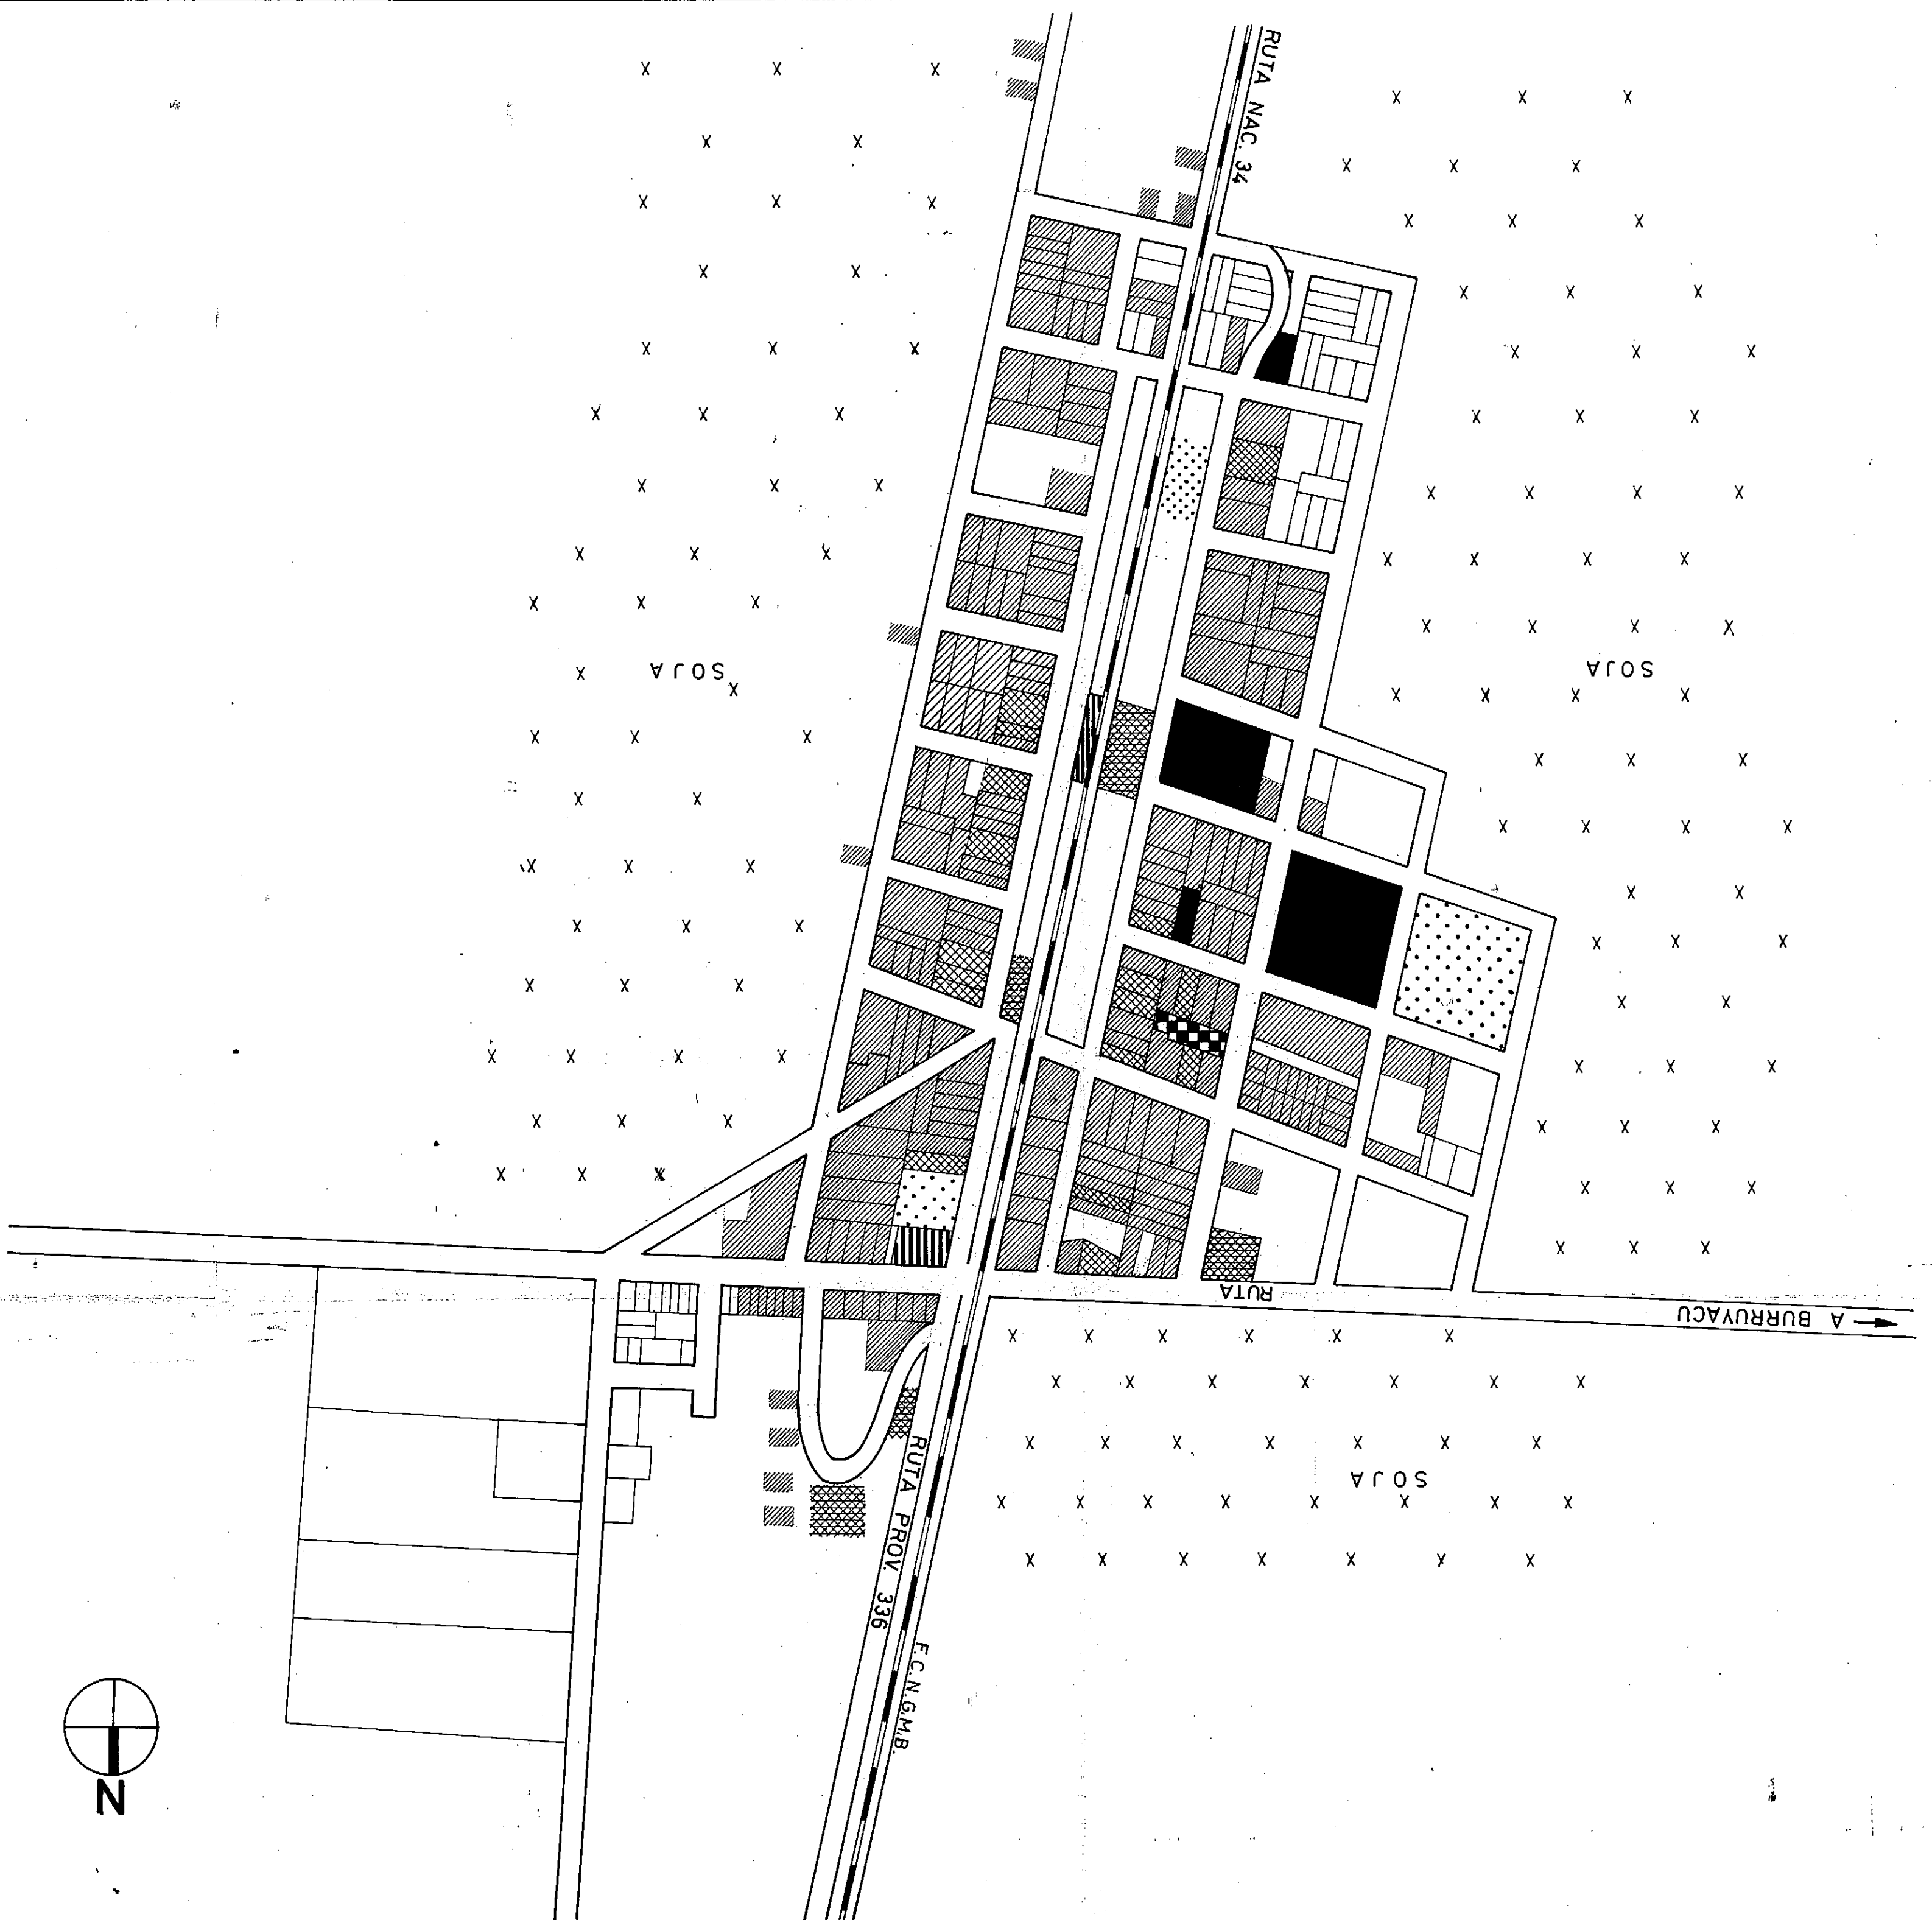 RUTA NAC. 34
SOJA
SOJA
RUTA
A BURRUYACU
SOJA
RUTA PROV. 336
F.C.N.G.M.B.
N